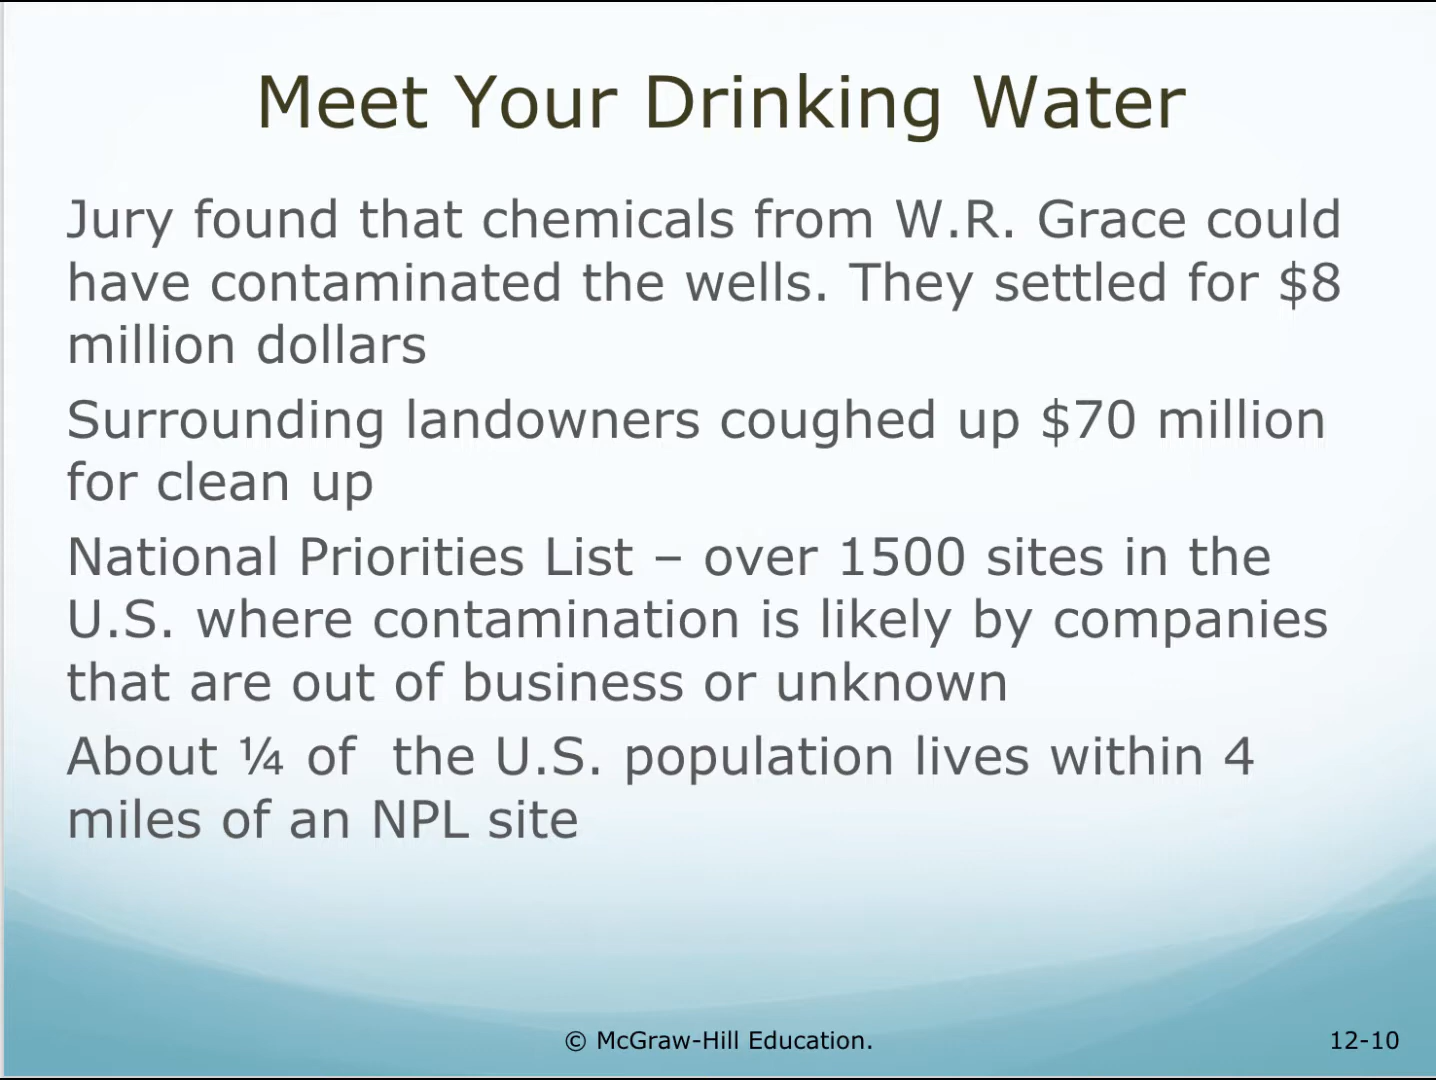 Meet Your Drinking Water
Jury found that chemicals from W.R. Grace could
have contaminated the wells. They settled for $8
million dollars
Surrounding landowners coughed up $70 million
for clean up
National Priorities List – over 1500 sites in the
U.S. where contamination is likely by companies
that are out of business or unknown
About ¼ of  the U.S. population lives within 4
miles of an NPL site
© McGraw-Hill Education.
12-10